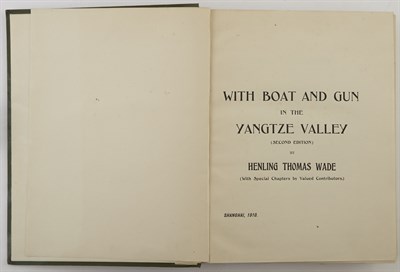 WITH BOAT AND GUN
IN THE
YANGTZE VALLEY
(SECOND EDITION)
BY
HENLING THOMAS WADE
(With Special Chapters by Valued Contributors)
SHANGHAI, 1910.